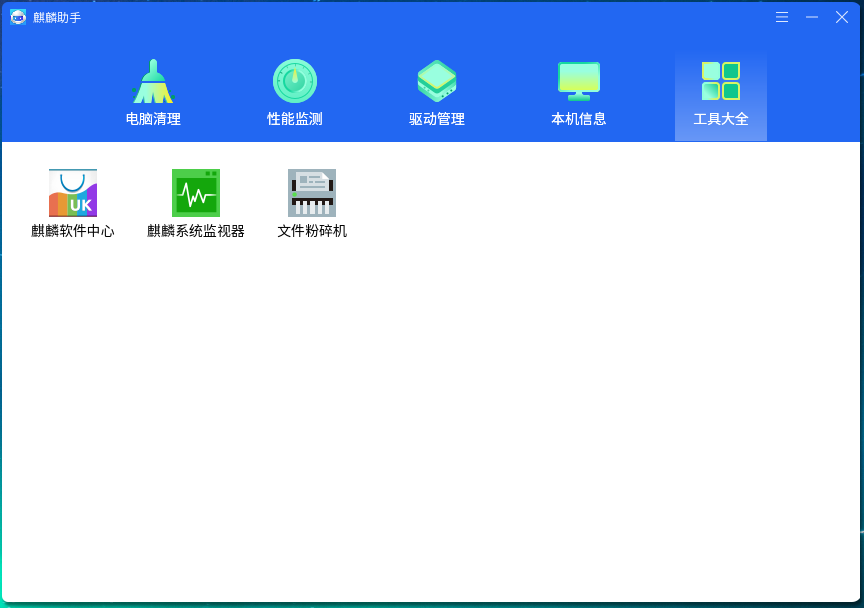 麒麟助手
电脑清理
性能监测
驱动管理
本机信息
工具大全
UK
麒麟软件中心
麒麟系统监视器
文件粉碎机